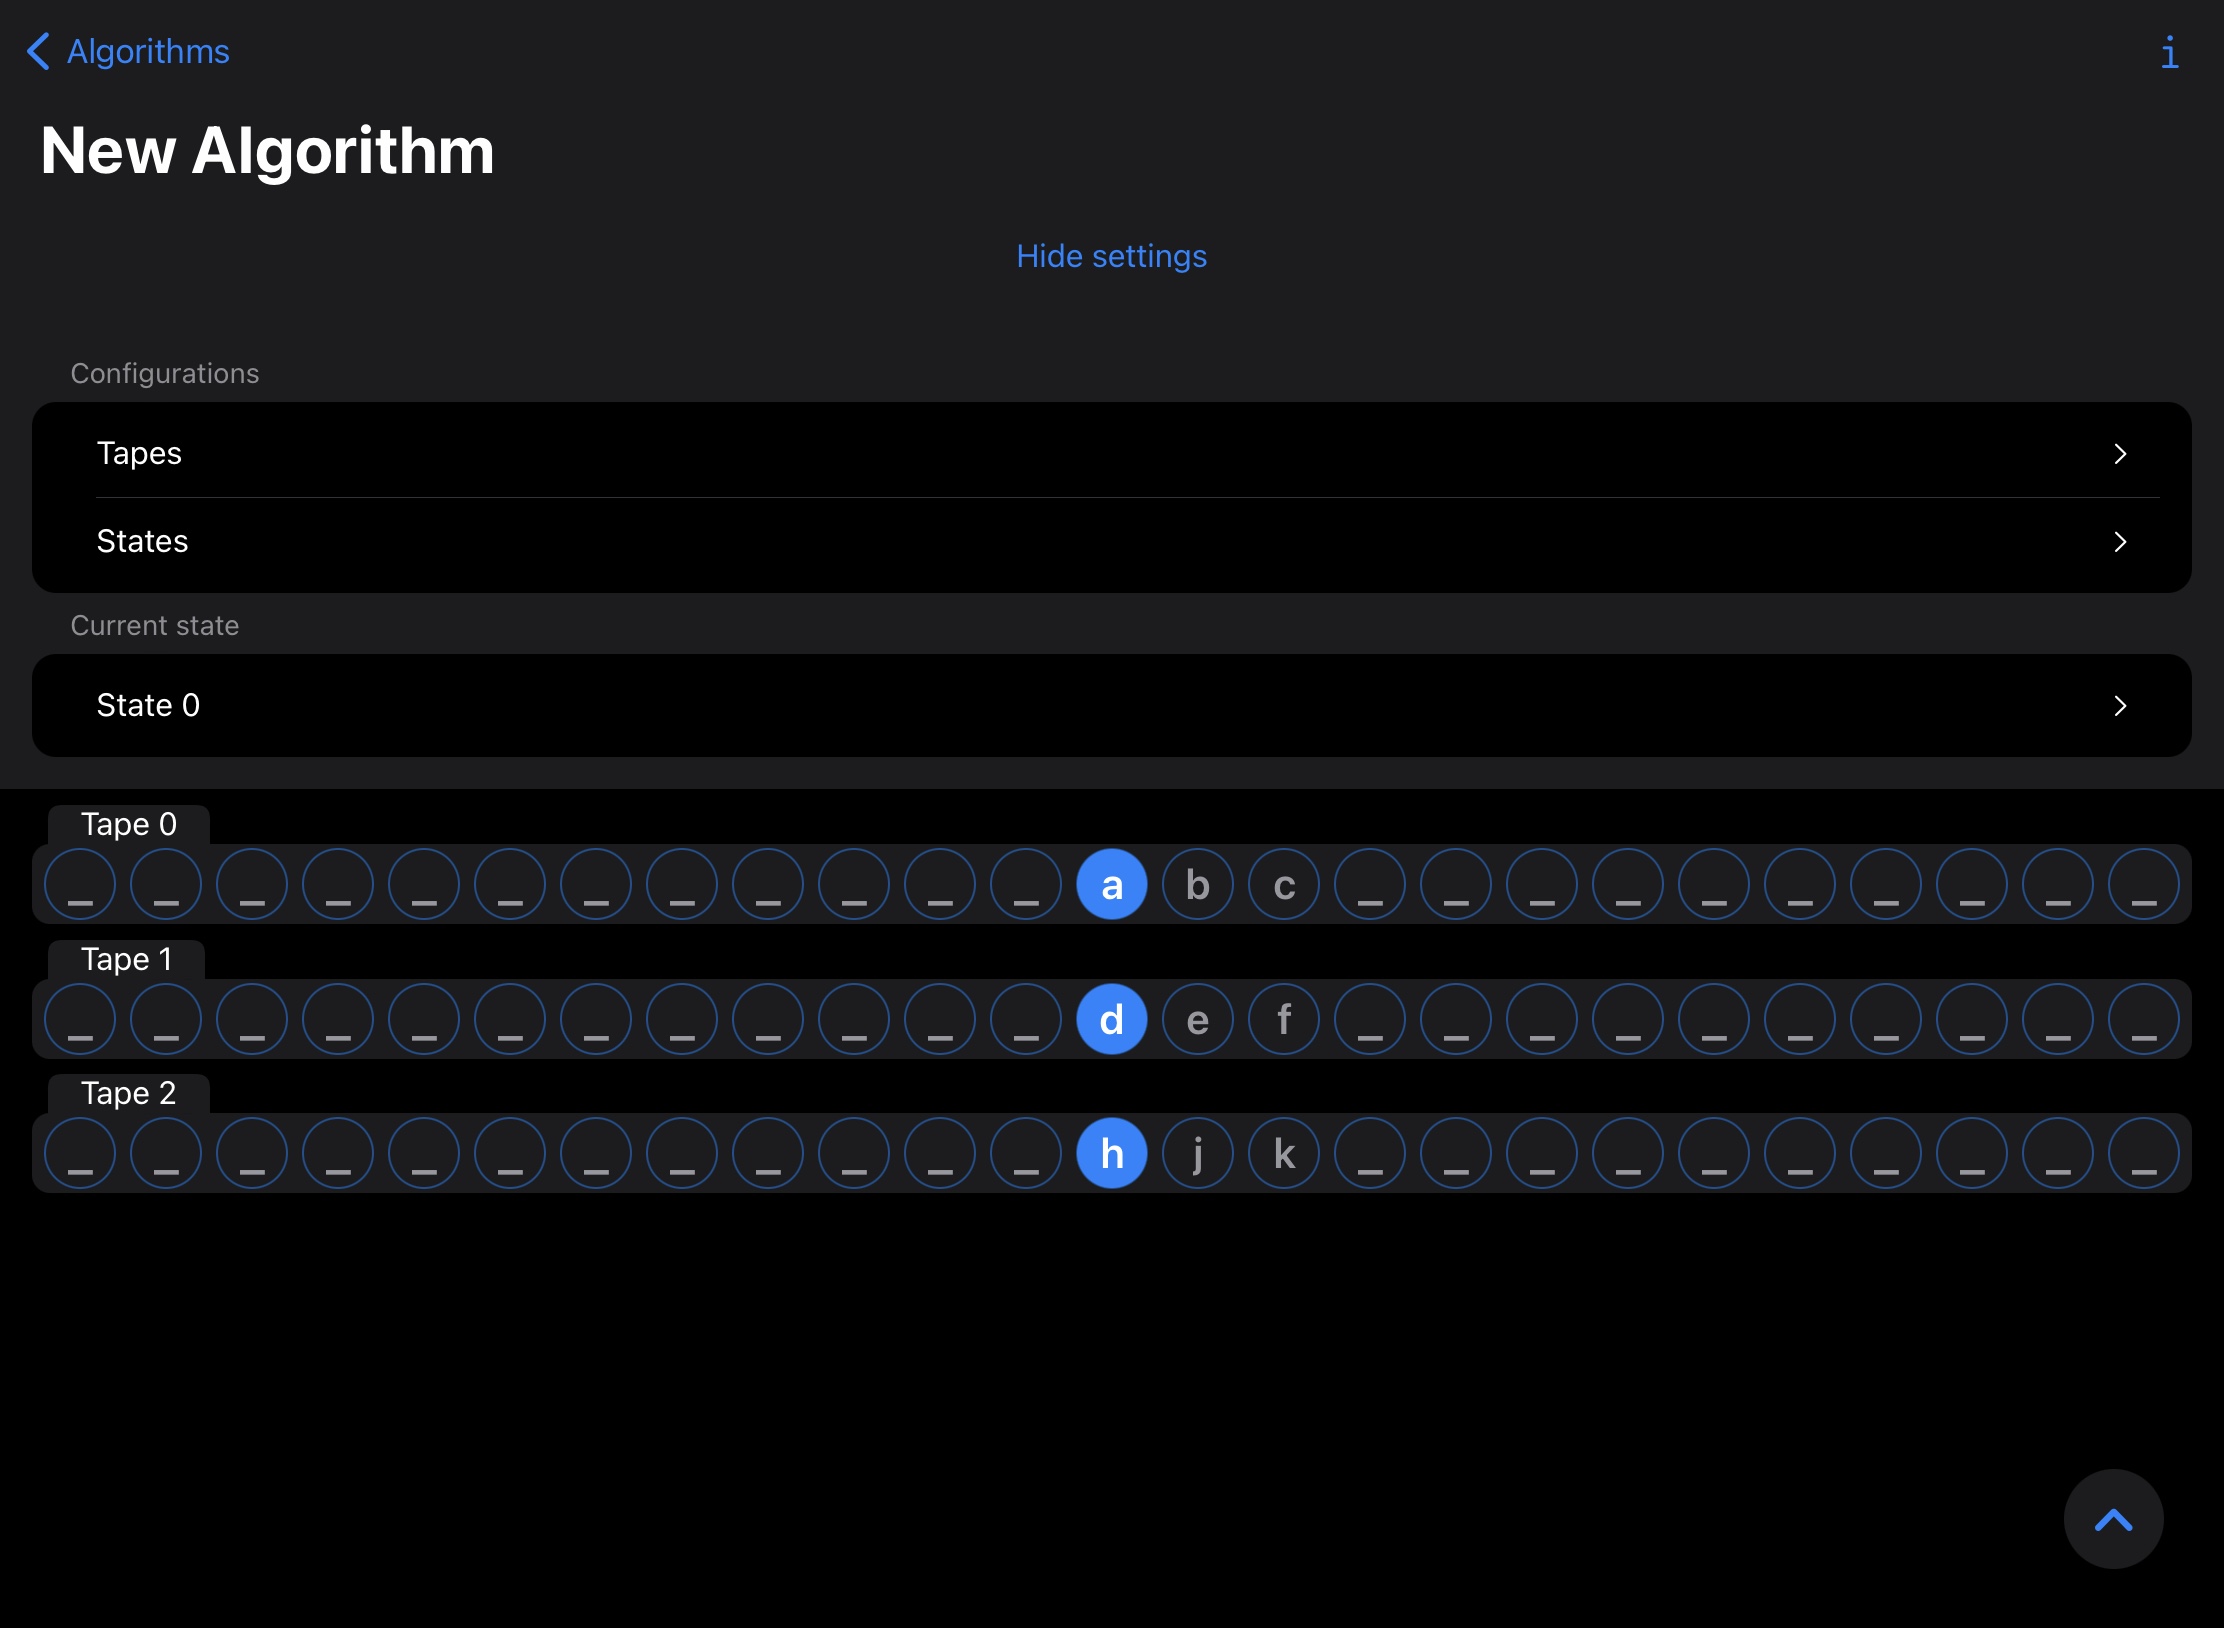 Algorithms
i
New Algorithm
Hide settings
Configurations
Tapes
States
Current state
State 0
Tape 0
_ _ _ _ _ _ _ _ _ _ _ _ a b c _ _ _ _ _ _ _ _ _ _
Tape 1
_ _ _ _ _ _ _ _ _ _ _ _ d e f _ _ _ _ _ _ _ _ _ _
Tape 2
_ _ _ _ _ _ _ _ _ _ _ _ h j k _ _ _ _ _ _ _ _ _ _